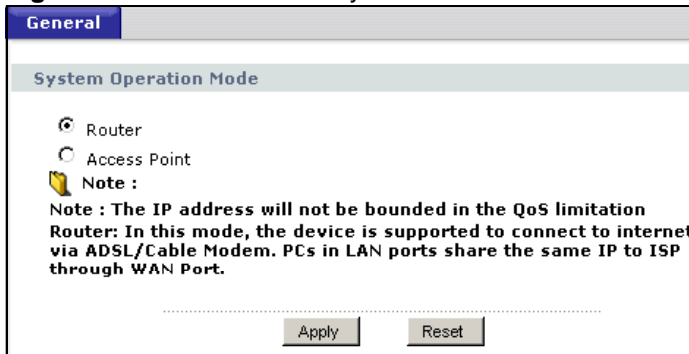 General
System Operation Mode
Router
Access Point
Note :
Note : The IP address will not be bounded in the QoS limitation
Router: In this mode, the device is supported to connect to internet
via ADSL/Cable Modem. PCs in LAN ports share the same IP to ISP
through WAN Port.
Apply Reset